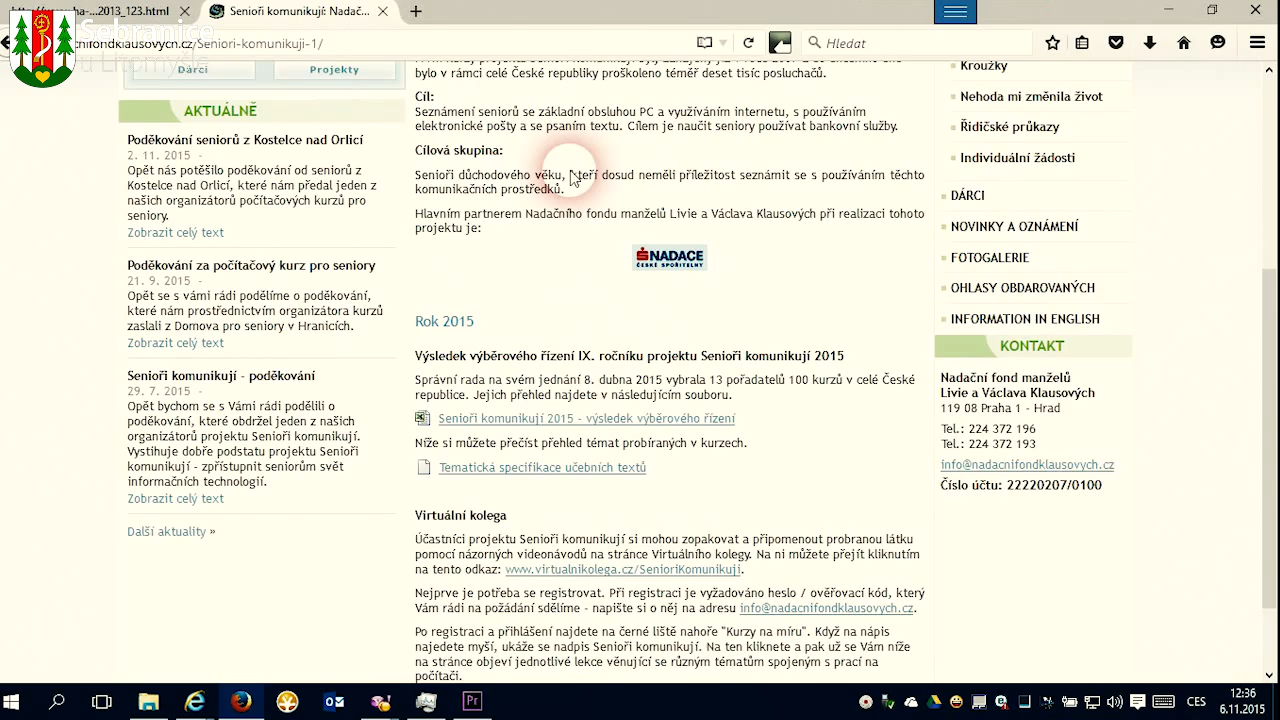 ha-...2013_123.html
Senioři komunikují: Nadač...
Sebranice
u Litomyšle
nifondklausovych.cz/Seniori-komunikuji-1/
Hledat
Dárci
Projekty
AKTUÁLNĚ
Poděkování seniorů z Kostelce nad Orlicí
2. 11. 2015 -
Opět nás potěšilo poděkování od seniorů z
Kostelce nad Orlicí, které nám předal jeden z
našich organizátorů počítačových kurzů pro
seniory.
Zobrazit celý text
Poděkování za počítačový kurz pro seniory
21. 9. 2015 -
Opět se s vámi rádi podělíme o poděkování,
které nám prostřednictvím organizátora kurzů
zaslali z Domova pro seniory v Hranicích.
Zobrazit celý text
Senioři komunikují - poděkování
29. 7. 2015 -
Opět bychom se s Vámi rádi podělili o
poděkování, které obdržel jeden z našich
organizátorů projektu Senioři komunikují.
Vystihuje dobře podstatu projektu Senioři
komunikují - zpřístupnit seniorům svět
informačních technologií.
Zobrazit celý text
Další aktuality »
bylo v rámci celé České republiky proškoleno téměř deset tisíc posluchačů.
Cíl:
Seznámení seniorů se základní obsluhou PC a využíváním internetu, s používáním
elektronické pošty a se psaním textu. Cílem je naučit seniory používat bankovní služby.
Cílová skupina:
Senioři důchodového věku, kteří dosud neměli příležitost seznámit se s používáním těchto
komunikačních prostředků.
Hlavním partnerem Nadačního fondu manželů Livie a Václava Klausových při realizaci tohoto
projektu je:
NADACE
ČESKÉ SPOŘITELNY
Rok 2015
Výsledek výběrového řízení IX. ročníku projektu Senioři komunikují 2015
Správní rada na svém jednání 8. dubna 2015 vybrala 13 pořadatelů 100 kurzů v celé České
republice. Jejich přehled najdete v následujícím souboru.
Senioři komunikují 2015 - výsledek výběrového řízení
Níže si můžete přečíst přehled témat probíraných v kurzech.
Tematická specifikace učebních textů
Virtuální kolega
Účastníci projektu Senioři komunikují si mohou zopakovat a připomenout probranou látku
pomocí názorných videonávodů na stránce Virtuálního kolegy. Na ni můžete přejít kliknutím
na tento odkaz: www.virtualnikolega.cz/SenioriKomunikuji.
Nejprve je potřeba se registrovat. Při registraci je vyžadováno heslo / ověřovací kód, který
Vám rádi na požádání sdělíme - napište si o něj na adresu info@nadacnifondklausovych.cz.
Po registraci a přihlášení najdete na černé liště nahoře "Kurzy na míru". Když na nápis
najedete myší, ukáže se nadpis Senioři komunikují. Na ten kliknete a pak už se Vám níže
na stránce objeví jednotlivé lekce věnující se různým tématům spojeným s prací na
počítači.
Kroužky
Nehoda mi změnila život
Řidičské průkazy
Individuální žádosti
DÁRCI
NOVINKY A OZNÁMENÍ
FOTOGALERIE
OHLASY OBDAROVANÝCH
INFORMATION IN ENGLISH
KONTAKT
Nadační fond manželů
Livie a Václava Klausových
119 08 Praha 1 - Hrad
Tel.: 224 372 196
Tel.: 224 372 193
info@nadacnifondklausovych.cz
Číslo účtu: 22220207/0100
CES
12:36
6.11.2015